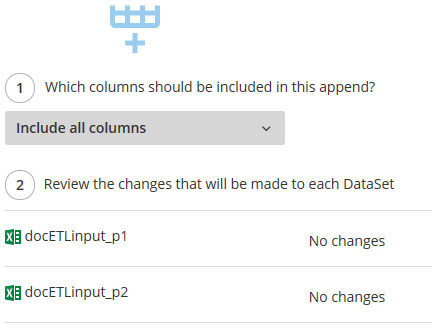 1 Which columns should be included in this append?
Include all columns
2 Review the changes that will be made to each DataSet
docETLinput_p1 No changes
docETLinput_p2 No changes